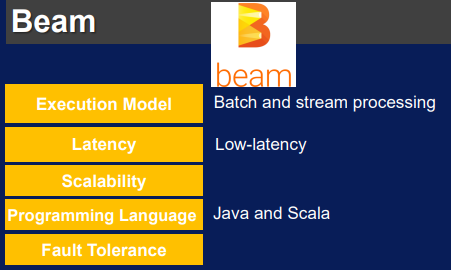 Beam
beam
Execution Model Batch and stream processing
Latency Low-latency
Scalability
Programming Language Java and Scala
Fault Tolerance